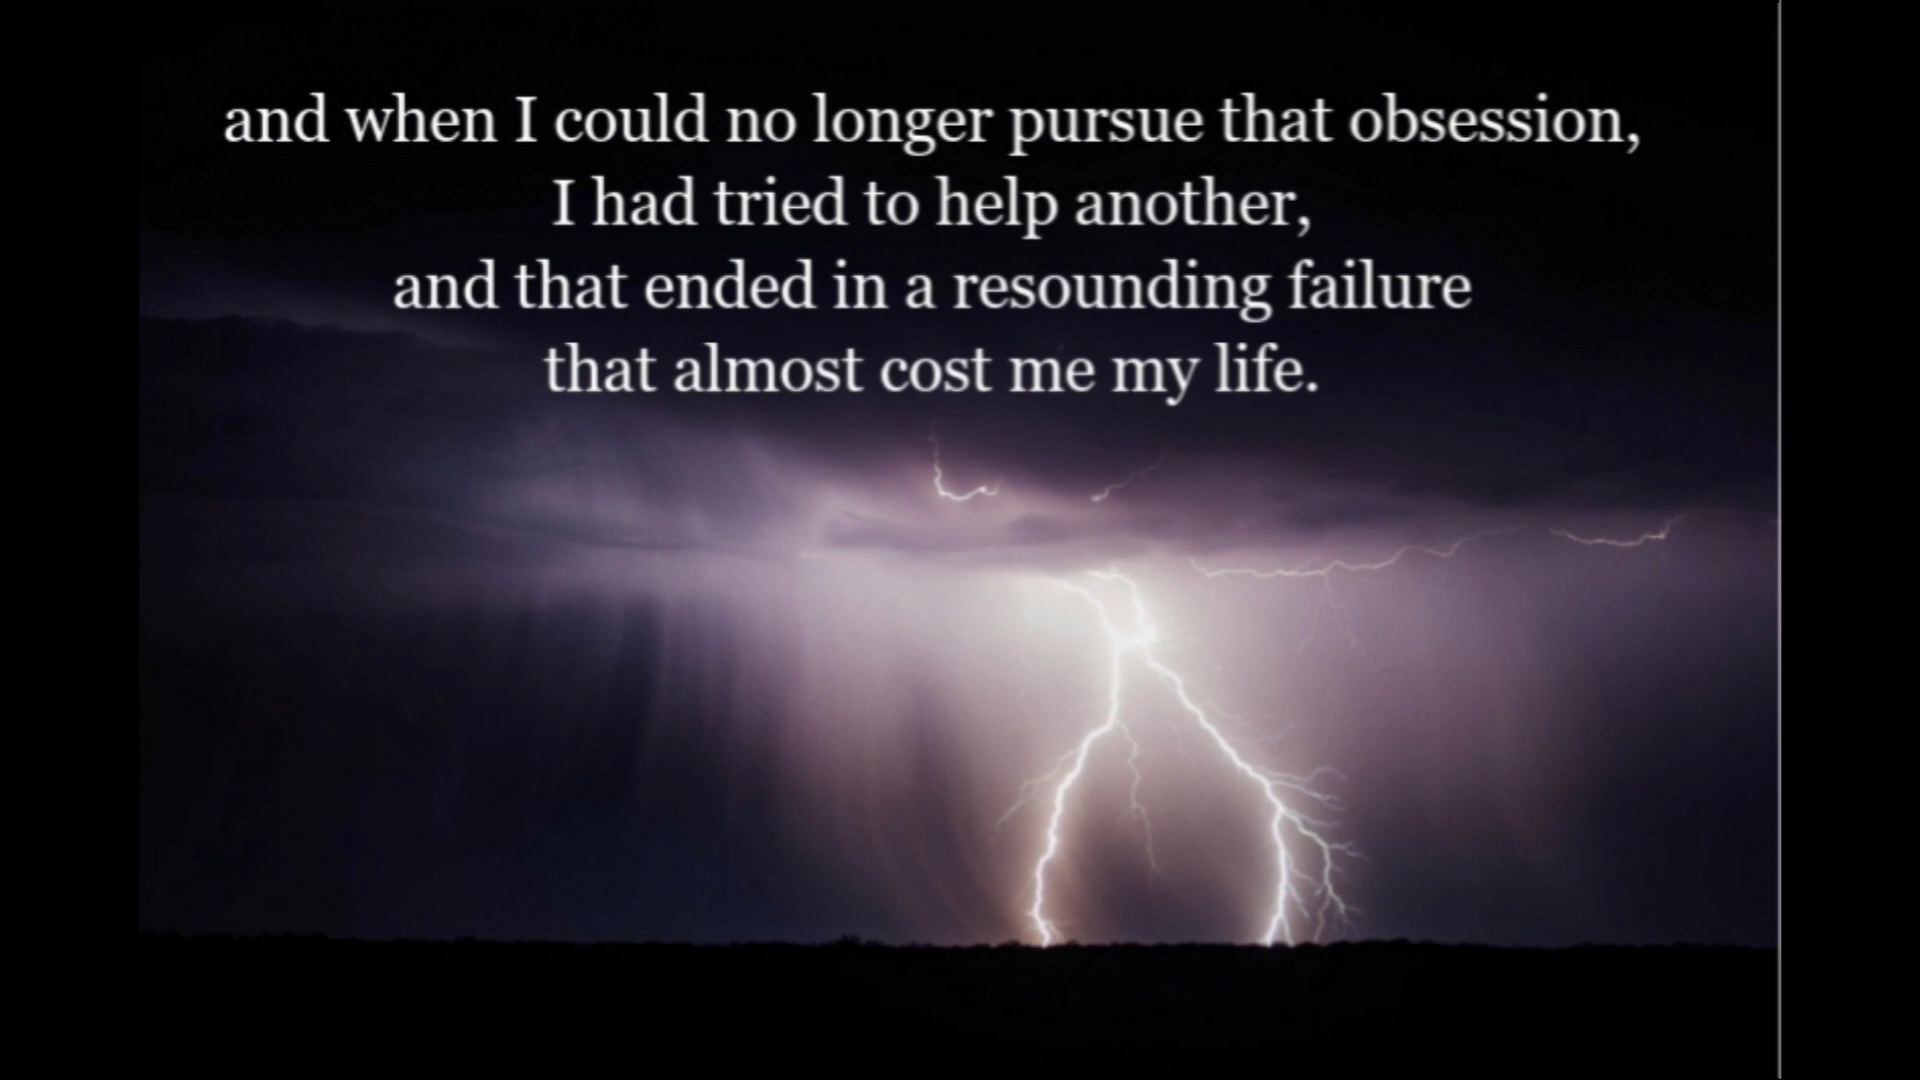 and when I could no longer pursue that obsession,
I had tried to help another,
and that ended in a resounding failure
that almost cost me my life.